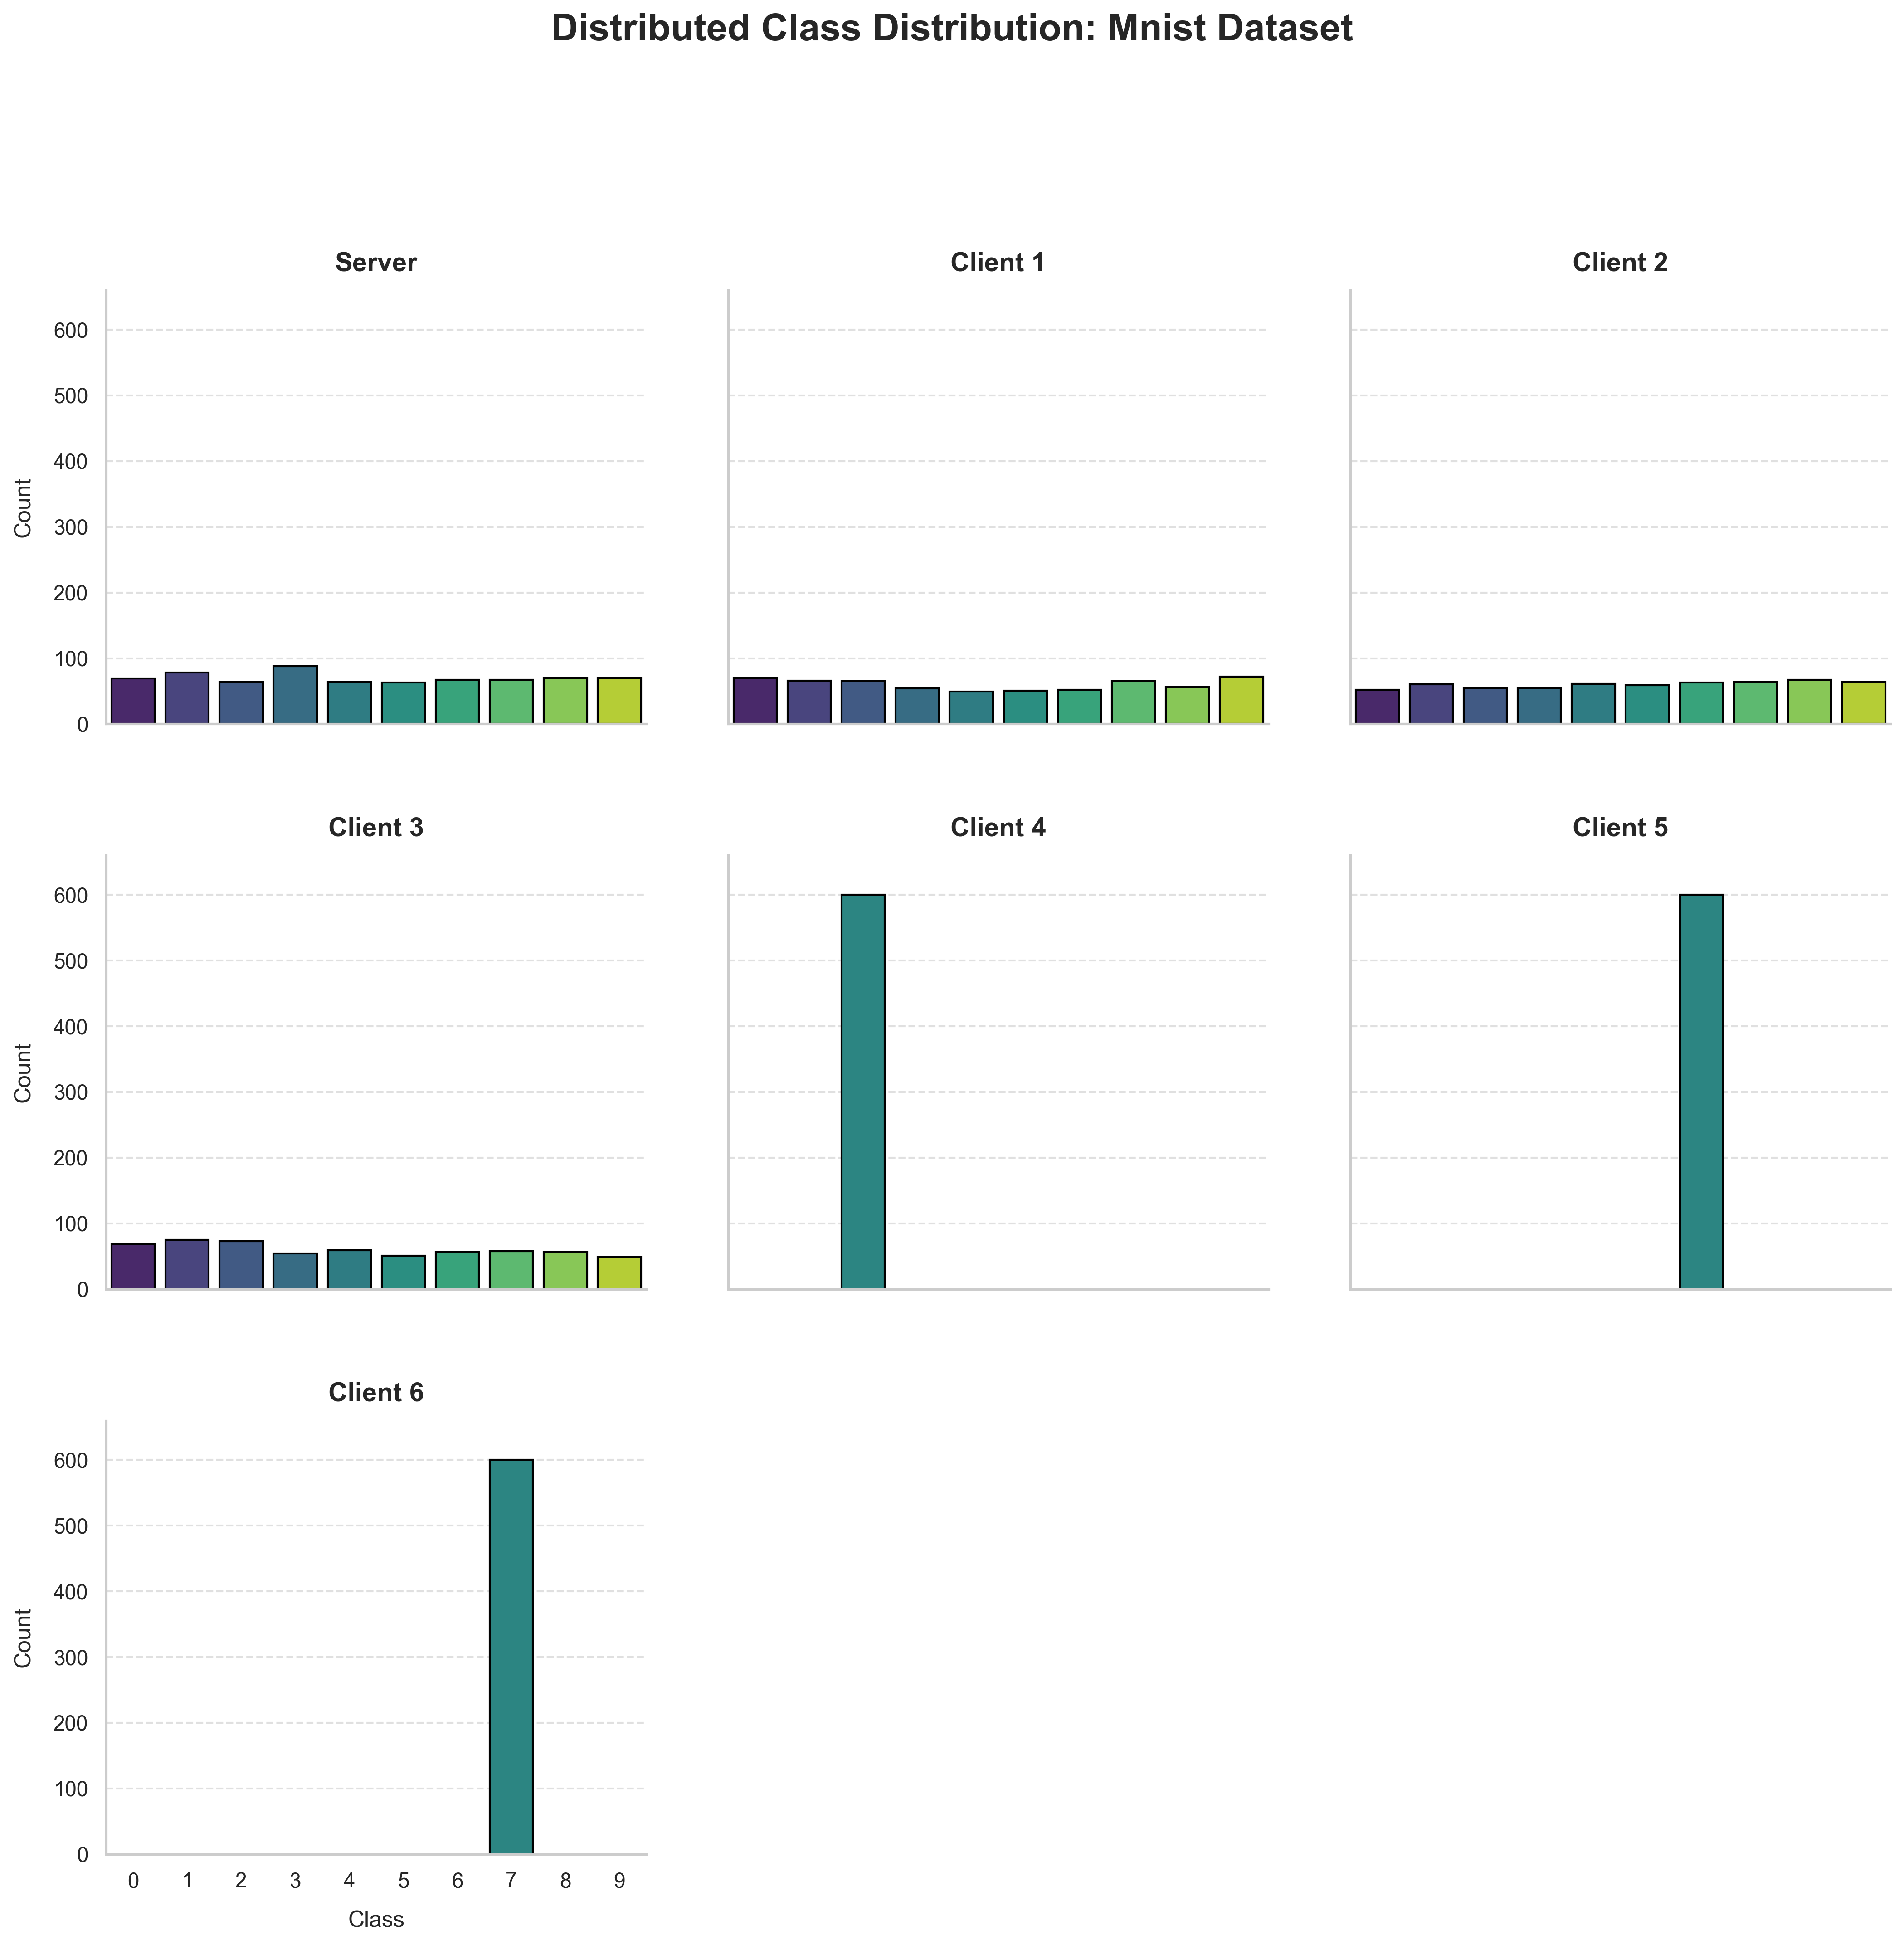 Distributed Class Distribution: Mnist Dataset
Server
Client 1
Client 2
600
500
400
300
200
100
0
Count
Client 3
Client 4
Client 5
600
500
400
300
200
100
0
Count
Client 6
600
500
400
300
200
100
0
Count
0 1 2 3 4 5 6 7 8 9
Class